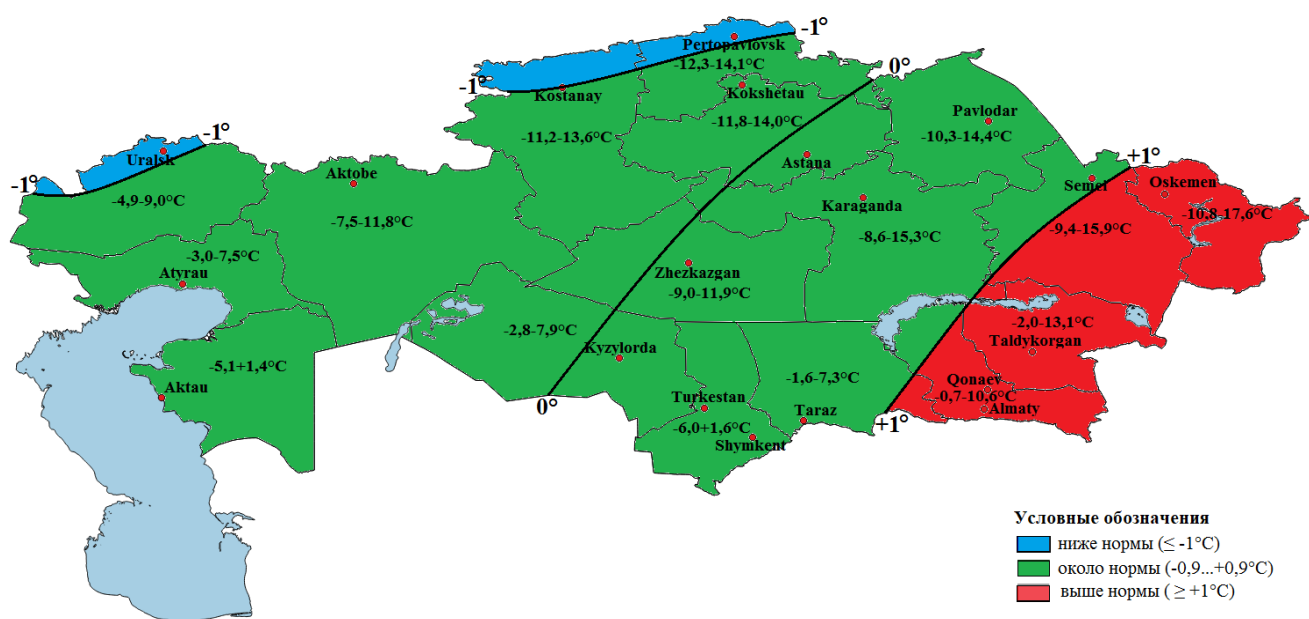 -1°
Pertopavlovsk
-12,3-14,1°C
0°
-1°
Kostanay
Kokshetau
Pavlodar
-11,2-13,6°C
-11,8-14,0°C
-10,3-14,4°C
-1°
Uralsk
Astana
+1°
-1°
Aktobe
Semei
Oskemen
-4,9-9,0°C
Karaganda
-10,8-17,6°C
-7,5-11,8°C
-8,6-15,3°C
-9,4-15,9°C
-3,0-7,5°C
Atyrau
Zhezkazgan
-9,0-11,9°C
-2,8-7,9°C
-2,0-13,1°C
Taldykorgan
Kyzylorda
-5,1+1,4°C
-1,6-7,3°C
Aktau
Qonaev
-0,7-10,6°C
Almaty
0°
Turkestan
Taraz
+1°
-6,0+1,6°C
Shymkent
Условные обозначения
ниже нормы (≤ -1°C)
около нормы (-0,9...+0,9°C)
выше нормы ( ≥ +1°C)